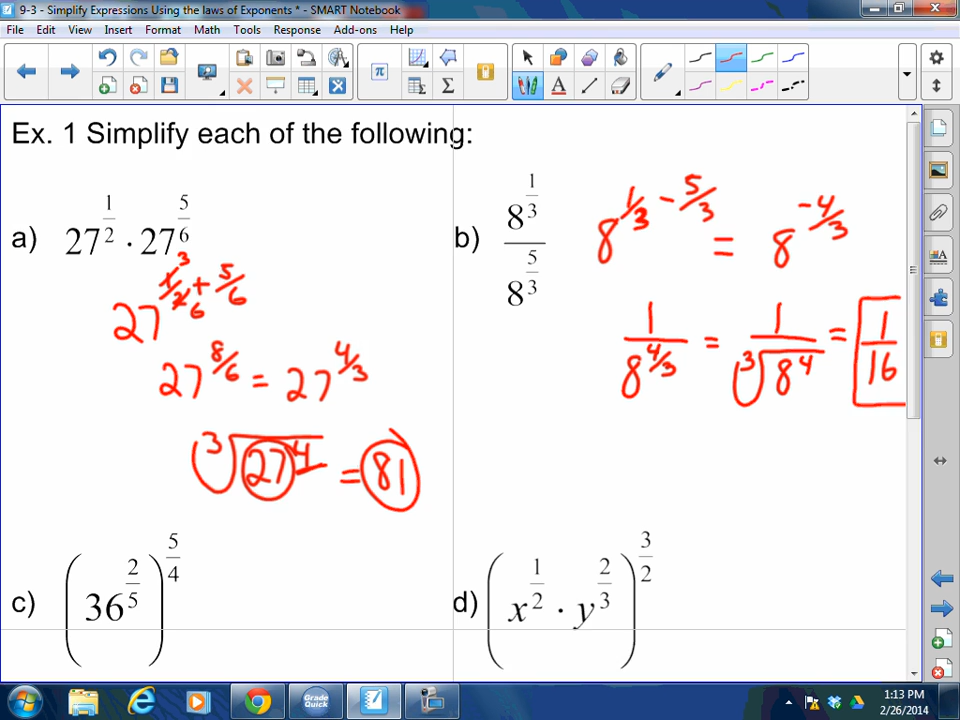 9-3 - Simplify Expressions Using the laws of Exponents * - SMART Notebook
File Edit View Insert Format Math Tools Response Add-ons Help
Ex. 1 Simplify each of the following:
a) 27^(1/2) · 27^(5/6)
27^(1/2 3/6 + 5/6)
27^(8/6) = 27^(4/3)
∛27^4 = 81
b) 8^(1/3) / 8^(5/3)
8^(1/3 - 5/3) = 8^(-4/3)
1/8^(4/3) = 1/∛8^4 = 1/16
c) (36^(2/5))^(5/4)
d) (x^(1/2) · y^(2/3))^(3/2)
Grade Quick
1:13 PM
2/26/2014